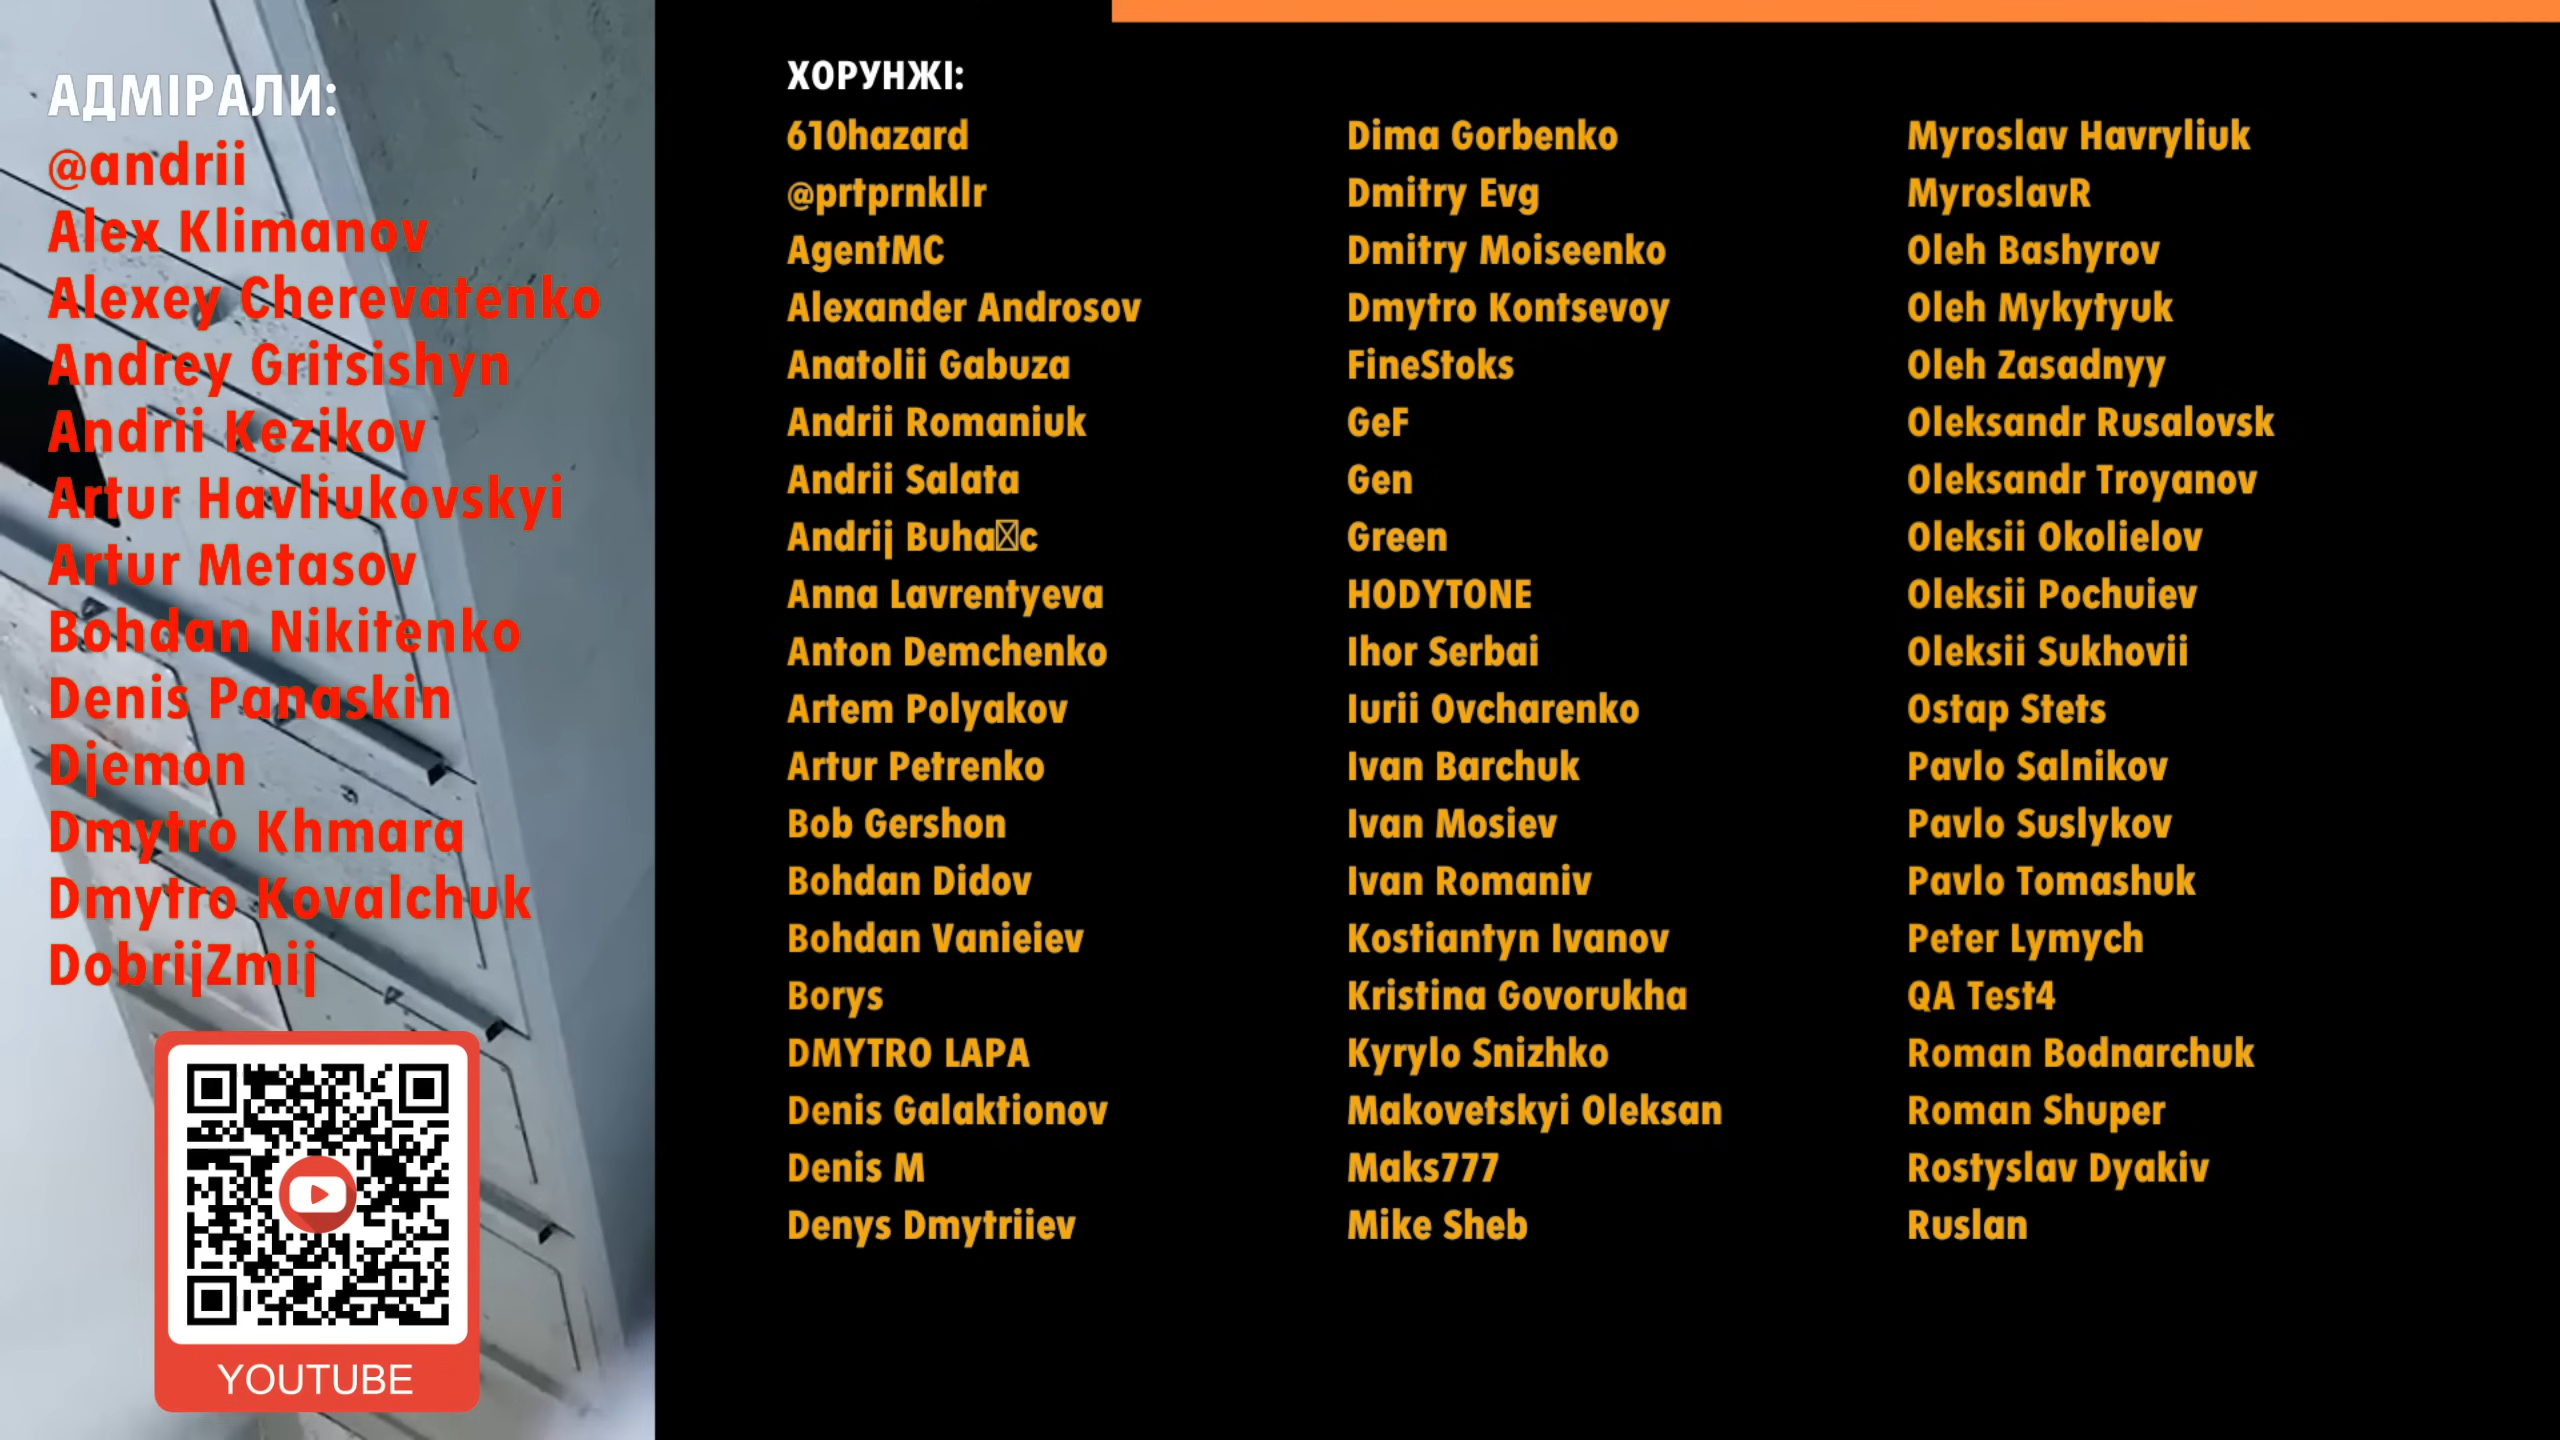 АДМІРАЛИ:
@andrii
Alex Klimanov
Alexey Cherevatenko
Andrey Gritsishyn
Andrii Kezikov
Artur Havliukovskyi
Artur Metasov
Bohdan Nikitenko
Denis Panaskin
Djemon
Dmytro Khmara
Dmytro Kovalchuk
DobrijZmij
YOUTUBE
ХОРУНЖІ:
610hazard
@prtprnkllr
AgentMC
Alexander Androsov
Anatolii Gabuza
Andrii Romaniuk
Andrii Salata
Andrij
Anna Lavrentyeva
Anton Demchenko
Artem Polyakov
Artur Petrenko
Bob Gershon
Bohdan Didov
Bohdan Vanieiev
Borys
DMYTRO LAPA
Denis Galaktionov
Denis M
Denys Dmytriiev
Dima Gorbenko
Dmitry Evg
Dmitry Moiseenko
Dmytro Kontsevoy
FineStoks
GeF
Gen
Green
HODYTONE
Ihor Serbai
Iurii Ovcharenko
Ivan Barchuk
Ivan Mosiev
Ivan Romaniv
Kostiantyn Ivanov
Kristina Govorukha
Kyrylo Snizhko
Makovetskyi Oleksan
Maks777
Mike Sheb
Myroslav Havryliuk
MyroslavR
Oleh Bashyrov
Oleh Mykytyuk
Oleh Zasadnyy
Oleksandr Rusalovsk
Oleksandr Troyanov
Oleksii Okolielov
Oleksii Pochuiev
Oleksii Sukhovii
Ostap Stets
Pavlo Salnikov
Pavlo Suslykov
Pavlo Tomashuk
Peter Lymych
QA Test4
Roman Bodnarchuk
Roman Shuper
Rostyslav Dyakiv
Ruslan